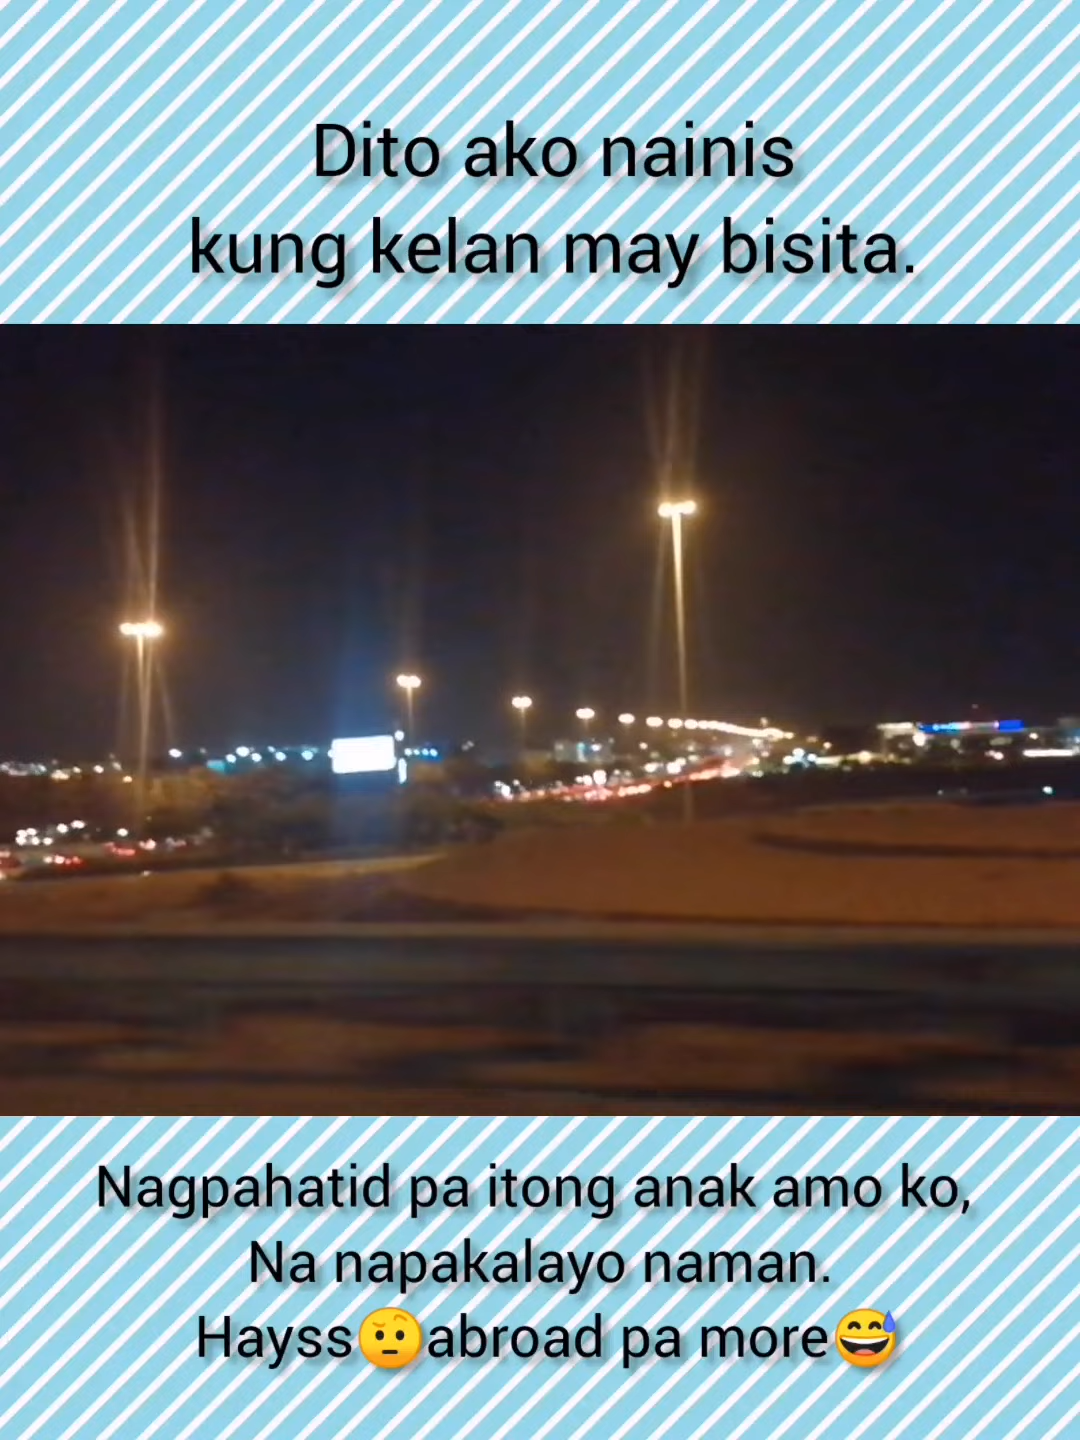 Dito ako nainis
kung kelan may bisita.
Nagpahatid pa itong anak amo ko,
Na napakalayo naman.
Hayss🤨abroad pa more😅